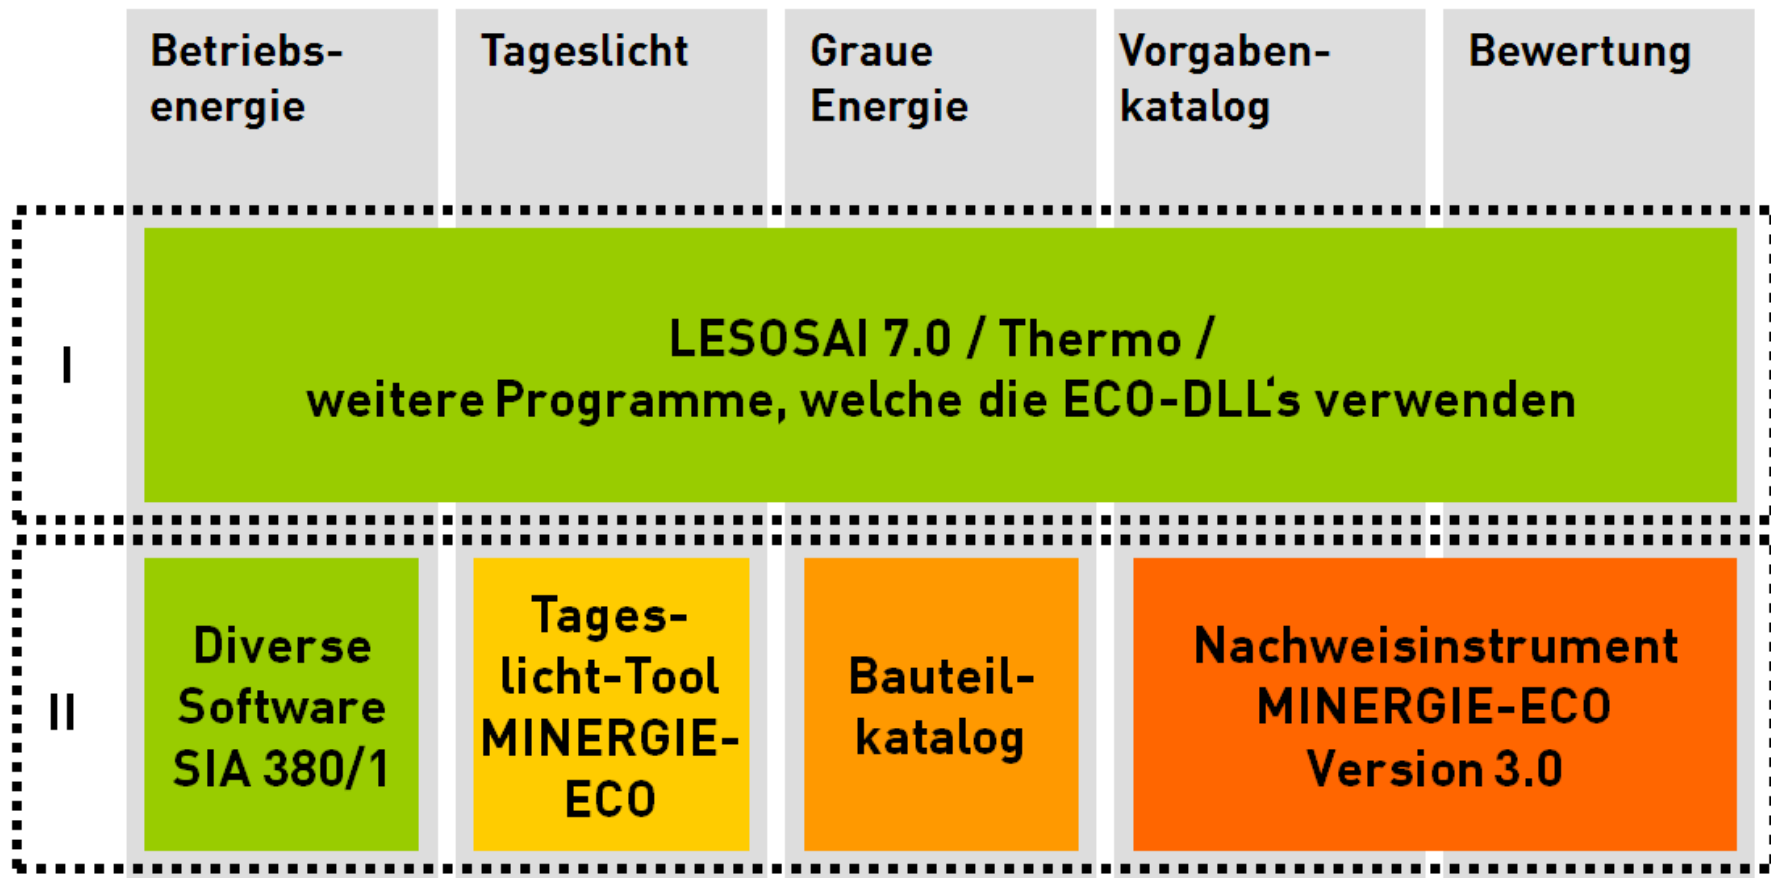 Betriebs-
energie
Tageslicht
Graue
Energie
Vorgaben-
katalog
Bewertung
I
LESOSAI 7.0 / Thermo /
weitere Programme, welche die ECO-DLL‘s verwenden
II
Diverse
Software
SIA 380/1
Tages-
licht-Tool
MINERGIE-
ECO
Bauteil-
katalog
Nachweisinstrument
MINERGIE-ECO
Version 3.0